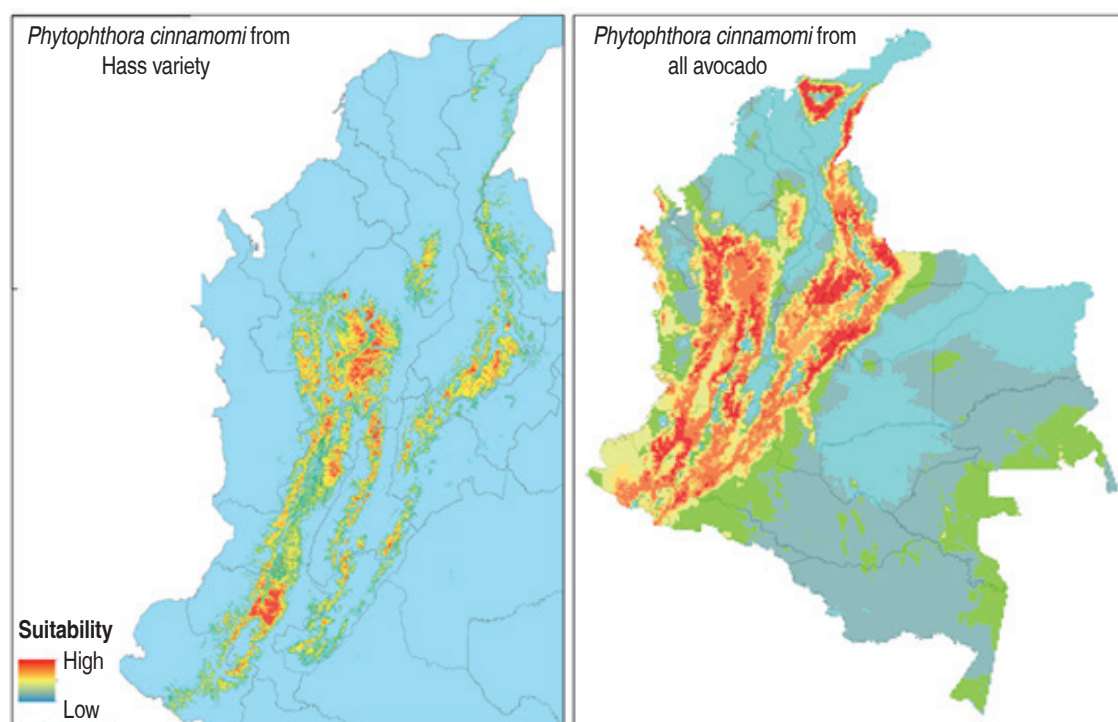 Phytophthora cinnamomi from
Hass variety
Phytophthora cinnamomi from
all avocado
Suitability
High
Low